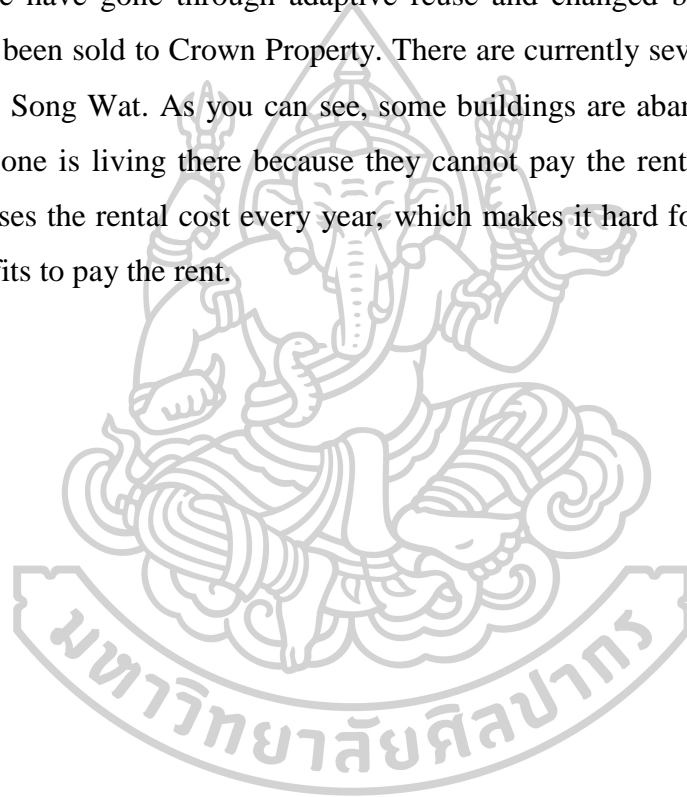 e have gone through adaptive reuse and changed b
been sold to Crown Property. There are currently sev
Song Wat. As you can see, some buildings are aban
one is living there because they cannot pay the rent
ses the rental cost every year, which makes it hard fo
its to pay the rent.
มหาวิทยาลัยศิลปากร